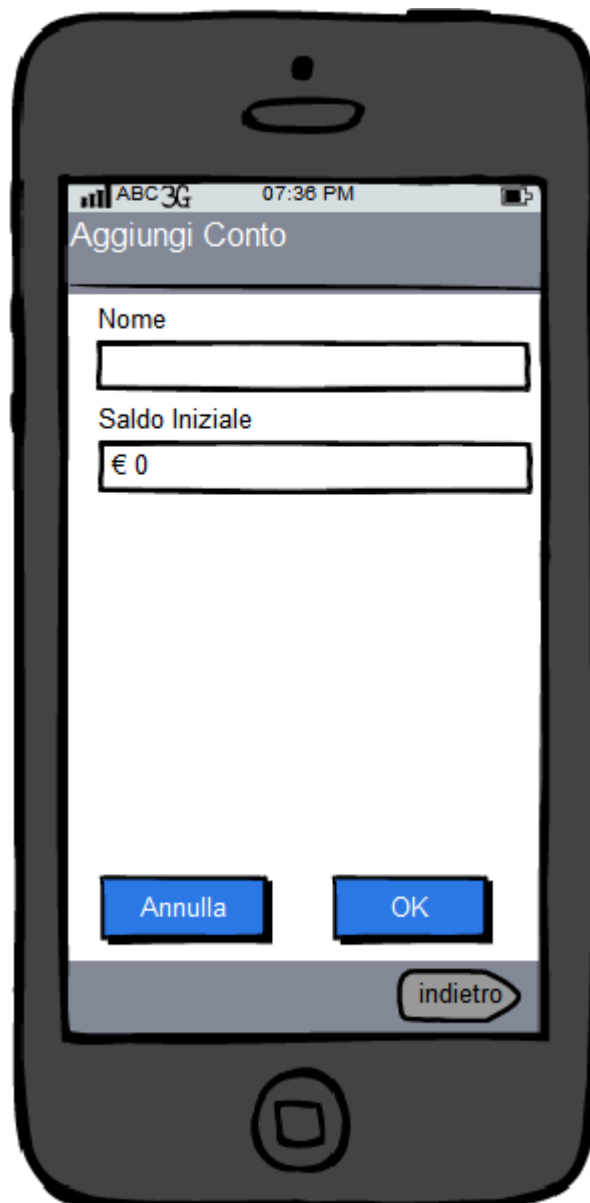 ABC 3G 07:36 PM
Aggiungi Conto
Nome
Saldo Iniziale
€ 0
Annulla OK
indietro